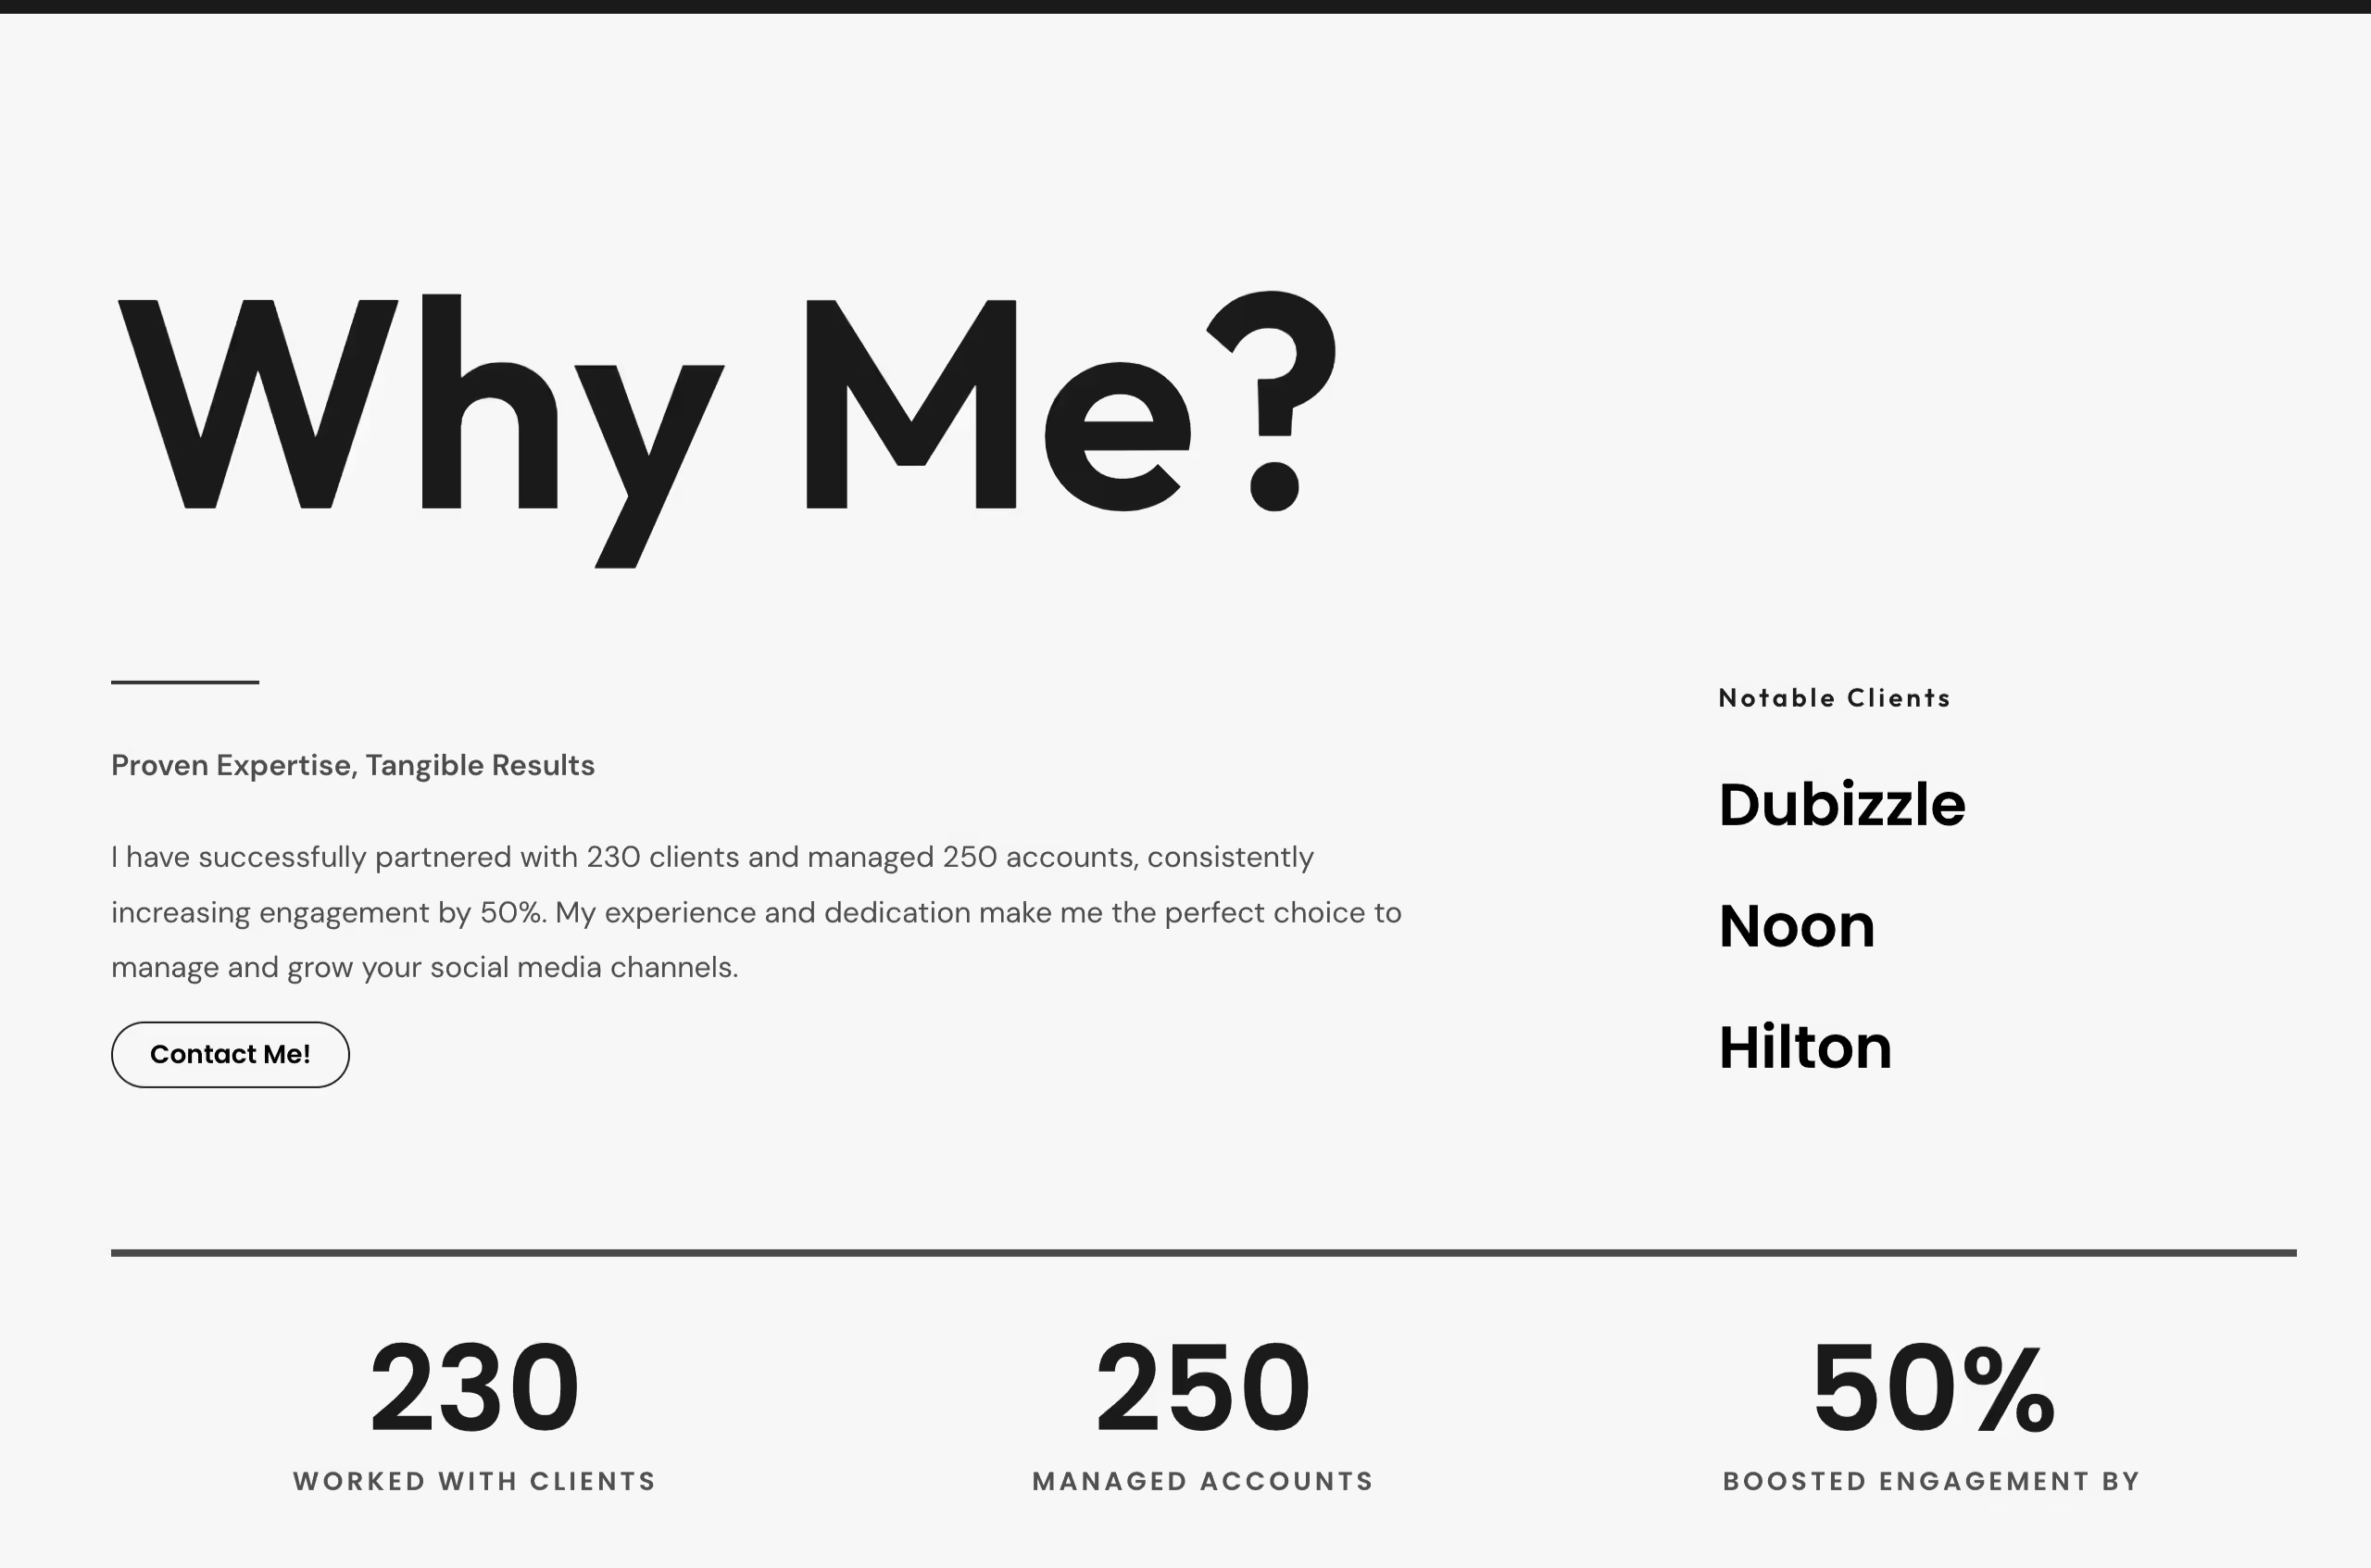 Why Me?
Proven Expertise, Tangible Results
I have successfully partnered with 230 clients and managed 250 accounts, consistently
increasing engagement by 50%. My experience and dedication make me the perfect choice to
manage and grow your social media channels.
Contact Me!
Notable Clients
Dubizzle
Noon
Hilton
230
WORKED WITH CLIENTS
250
MANAGED ACCOUNTS
50%
BOOSTED ENGAGEMENT BY